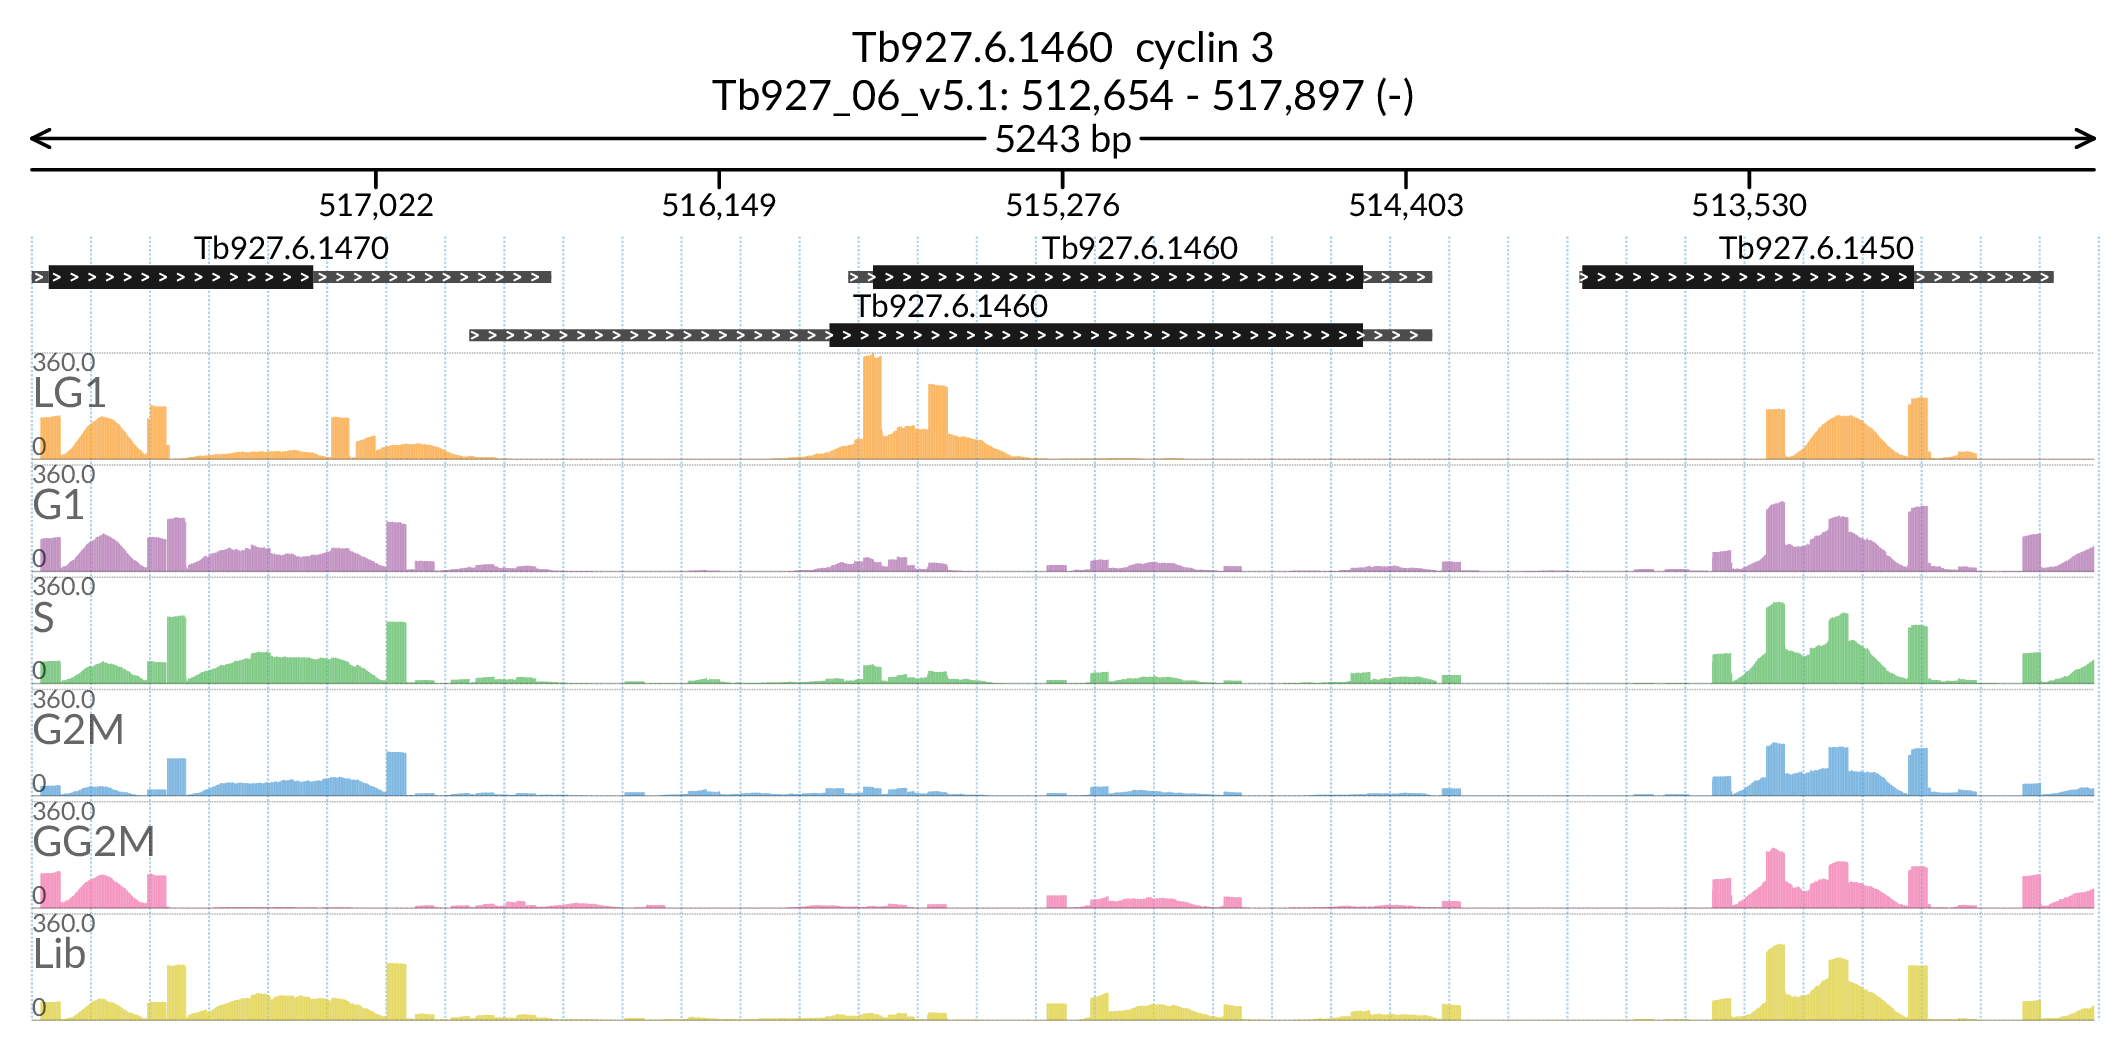 Tb927.6.1460  cyclin 3
Tb927_06_v5.1: 512,654 - 517,897 (-)
5243 bp
517,022 516,149 515,276 514,403 513,530
Tb927.6.1470 Tb927.6.1460 Tb927.6.1450
Tb927.6.1460
360.0
LG1
0
360.0
G1
0
360.0
S
0
360.0
G2M
0
360.0
GG2M
0
360.0
Lib
0